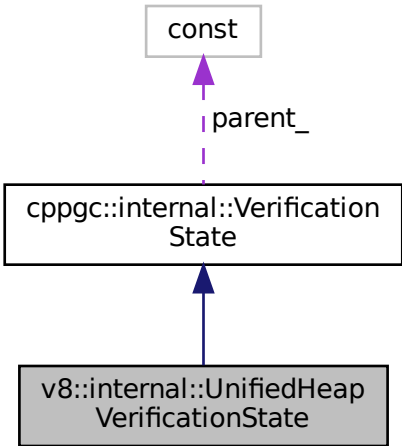 const
parent_
cppgc::internal::Verification
State
v8::internal::UnifiedHeap
VerificationState